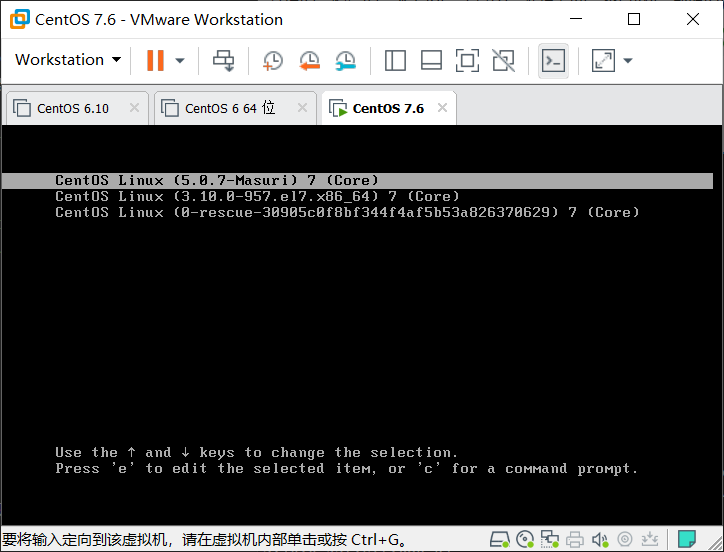 CentOS 7.6 - VMware Workstation
Workstation
CentOS 6.10
CentOS 6 64 位
CentOS 7.6
CentOS Linux (5.0.7-Masuri) 7 (Core)
CentOS Linux (3.10.0-957.el7.x86_64) 7 (Core)
CentOS Linux (0-rescue-30905c0f8bf344f4af5b53a826370629) 7 (Core)
Use the ↑ and ↓ keys to change the selection.
Press 'e' to edit the selected item, or 'c' for a command prompt.
要将输入定向到该虚拟机，请在虚拟机内部单击或按 Ctrl+G。